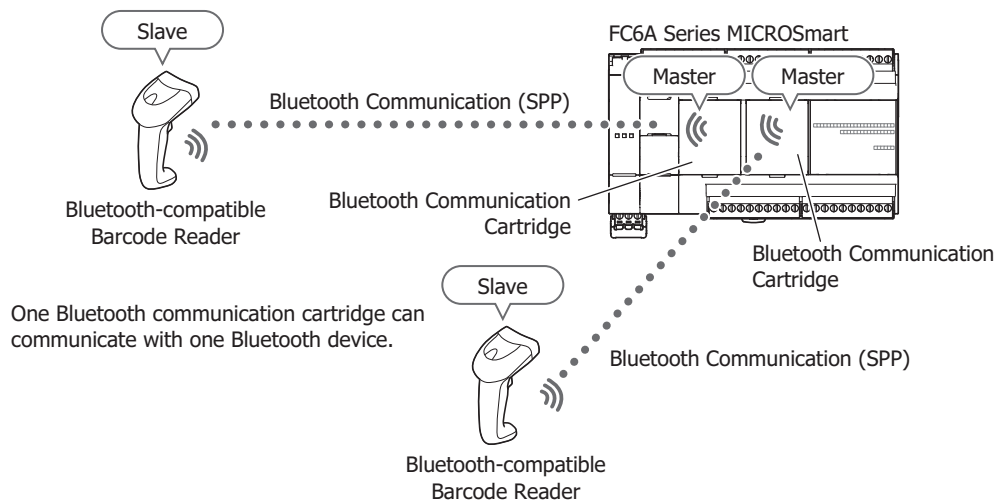 Slave
FC6A Series MICROSmart
Master
Master
Bluetooth Communication (SPP)
Bluetooth Communication
Cartridge
Bluetooth-compatible
Barcode Reader
Bluetooth Communication
Cartridge
Slave
One Bluetooth communication cartridge can
communicate with one Bluetooth device.
Bluetooth Communication (SPP)
Bluetooth-compatible
Barcode Reader